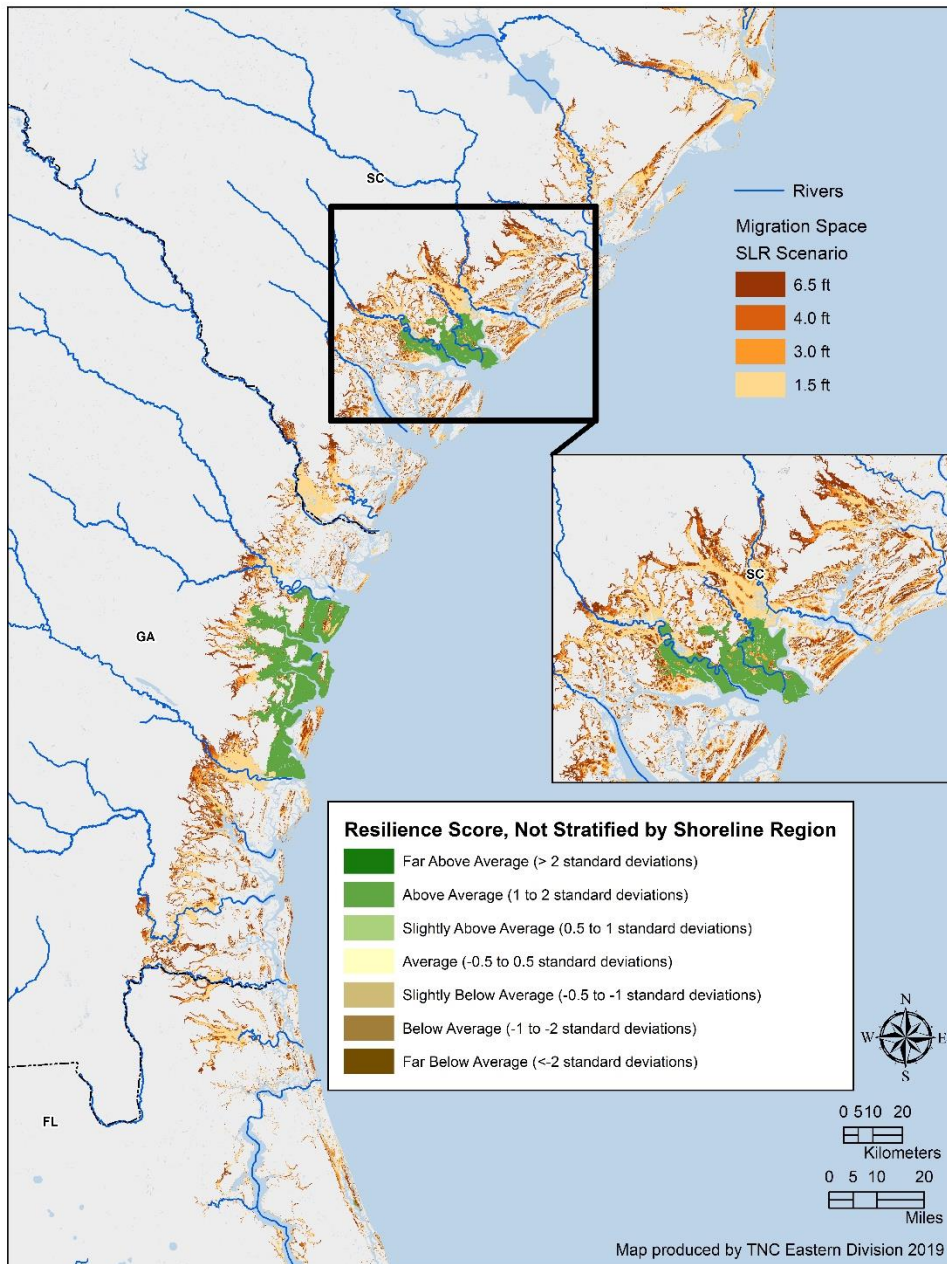 SC
Rivers
Migration Space
SLR Scenario
6.5 ft
4.0 ft
3.0 ft
1.5 ft
SC
GA
Resilience Score, Not Stratified by Shoreline Region
Far Above Average (> 2 standard deviations)
Above Average (1 to 2 standard deviations)
Slightly Above Average (0.5 to 1 standard deviations)
Average (-0.5 to 0.5 standard deviations)
Slightly Below Average (-0.5 to -1 standard deviations)
Below Average (-1 to -2 standard deviations)
Far Below Average (<-2 standard deviations)
N
W E
S
FL
0 5 10 20
Kilometers
0 5 10 20
Miles
Map produced by TNC Eastern Division 2019